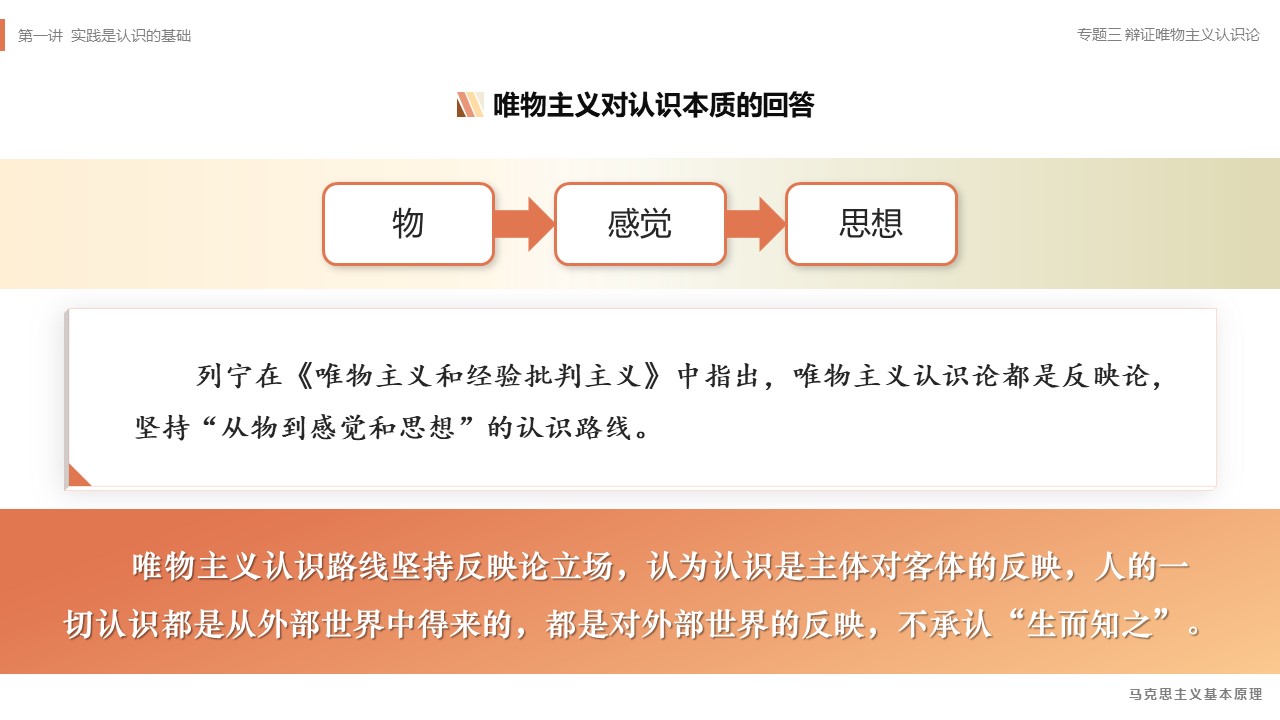 第一讲 实践是认识的基础
专题三 辩证唯物主义认识论
唯物主义对认识本质的回答
物
感觉
思想
列宁在《唯物主义和经验批判主义》中指出，唯物主义认识论都是反映论，
坚持“从物到感觉和思想”的认识路线。
唯物主义认识路线坚持反映论立场，认为认识是主体对客体的反映，人的一
切认识都是从外部世界中得来的，都是对外部世界的反映，不承认“生而知之”。
马克思主义基本原理